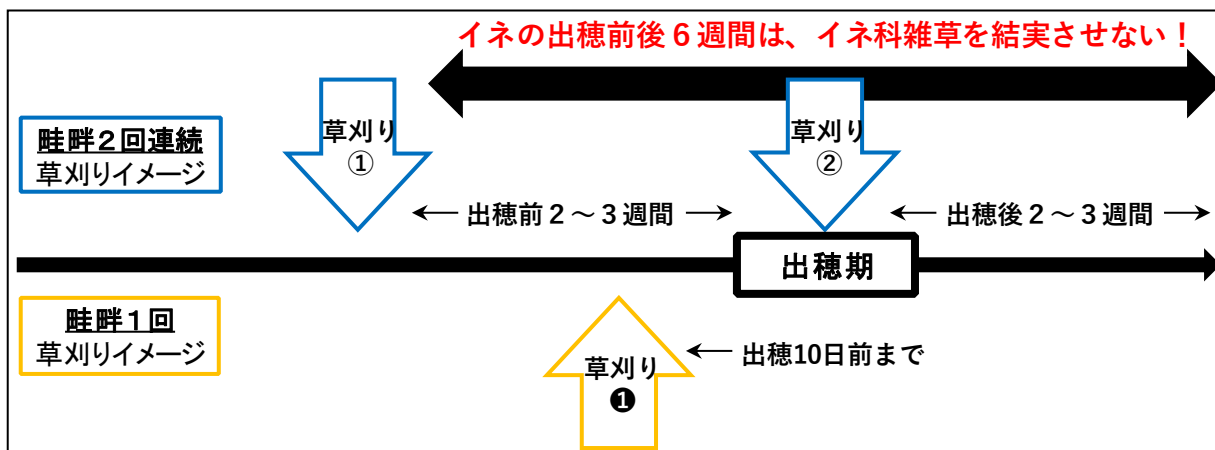 イネの出穂前後６週間は、イネ科雑草を結実させない！
畦畔２回連続
草刈りイメージ
草刈り
①
草刈り
②
出穂前２～３週間
出穂後２～３週間
出穂期
畦畔１回
草刈りイメージ
草刈り
❶
出穂10日前まで